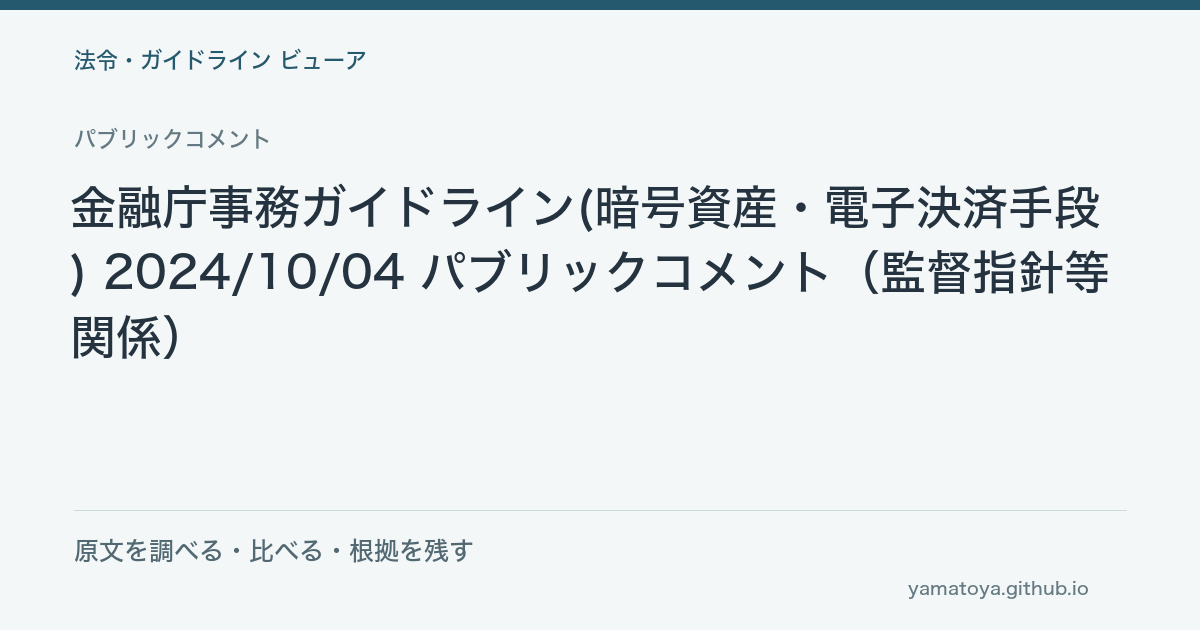 法令・ガイドライン ビューア
パブリックコメント
金融庁事務ガイドライン(暗号資産・電子決済手段
) 2024/10/04 パブリックコメント（監督指針等
関係）
原文を調べる・比べる・根拠を残す
yamatoya.github.io